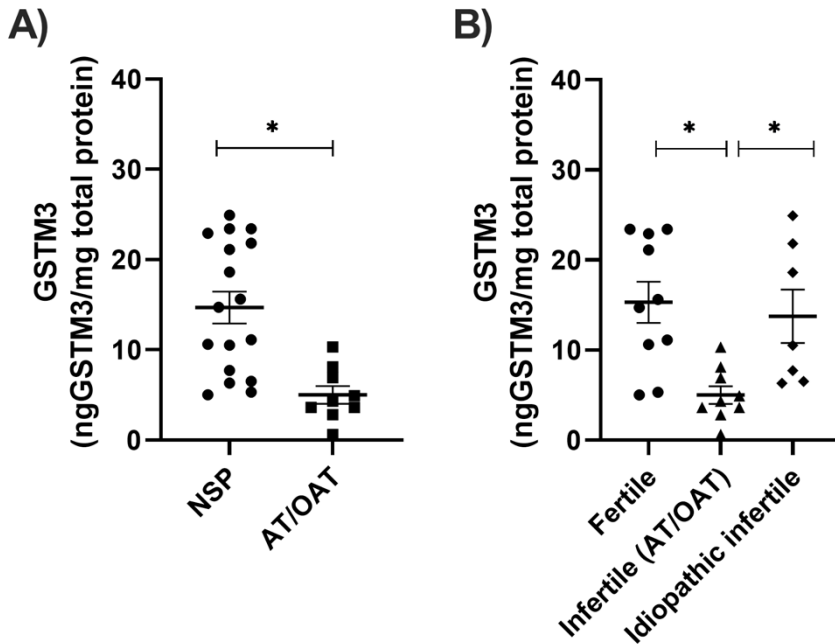 A)
GSTM3
(ngGSTM3/mg total protein)
40
30
20
10
0
*
NSP
AT/OAT
B)
GSTM3
(ngGSTM3/mg total protein)
40
30
20
10
0
*
*
Fertile
Infertile (AT/OAT)
Idiopathic infertile